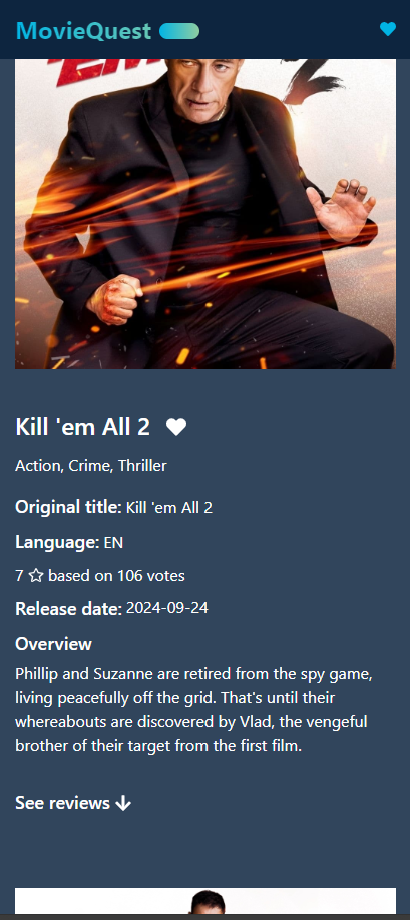 MovieQuest
Kill 'em All 2
Action, Crime, Thriller
Original title: Kill 'em All 2
Language: EN
7 based on 106 votes
Release date: 2024-09-24
Overview
Phillip and Suzanne are retired from the spy game,
living peacefully off the grid. That's until their
whereabouts are discovered by Vlad, the vengeful
brother of their target from the first film.
See reviews